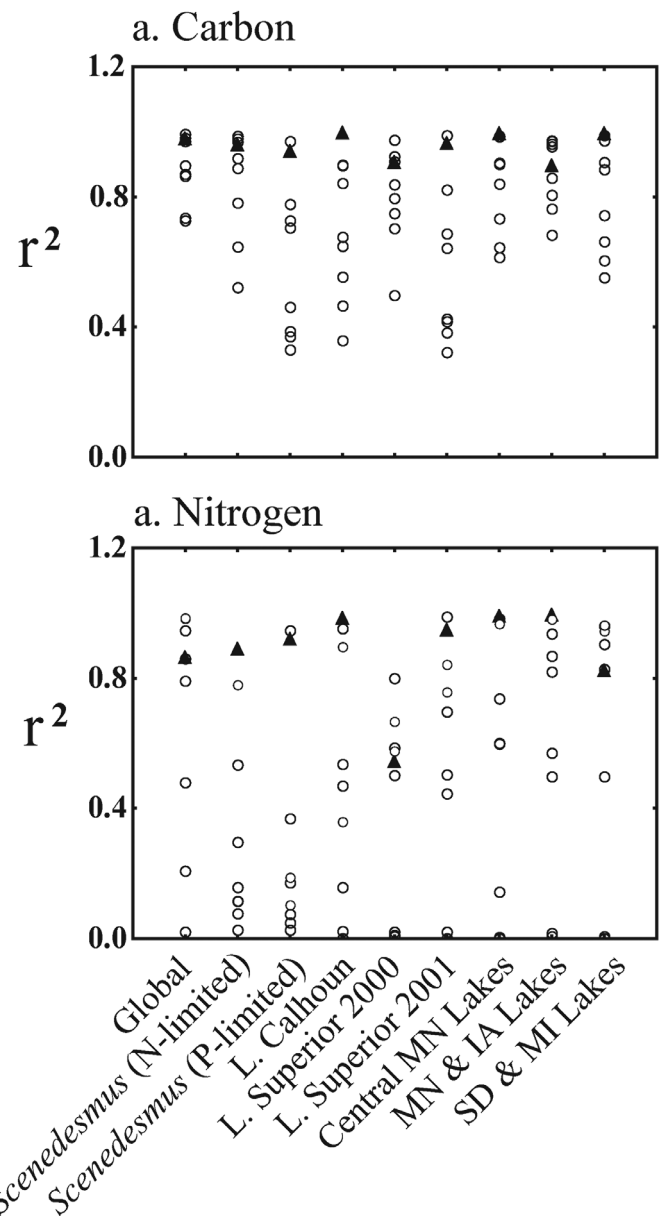 a. Carbon
1.2
0.8
r²
0.4
0.0
a. Nitrogen
1.2
0.8
r²
0.4
0.0
Global
Scenedesmus (N-limited)
Scenedesmus (P-limited)
L. Calhoun
L. Superior 2000
L. Superior 2001
Central MN Lakes
MN & IA Lakes
SD & MI Lakes